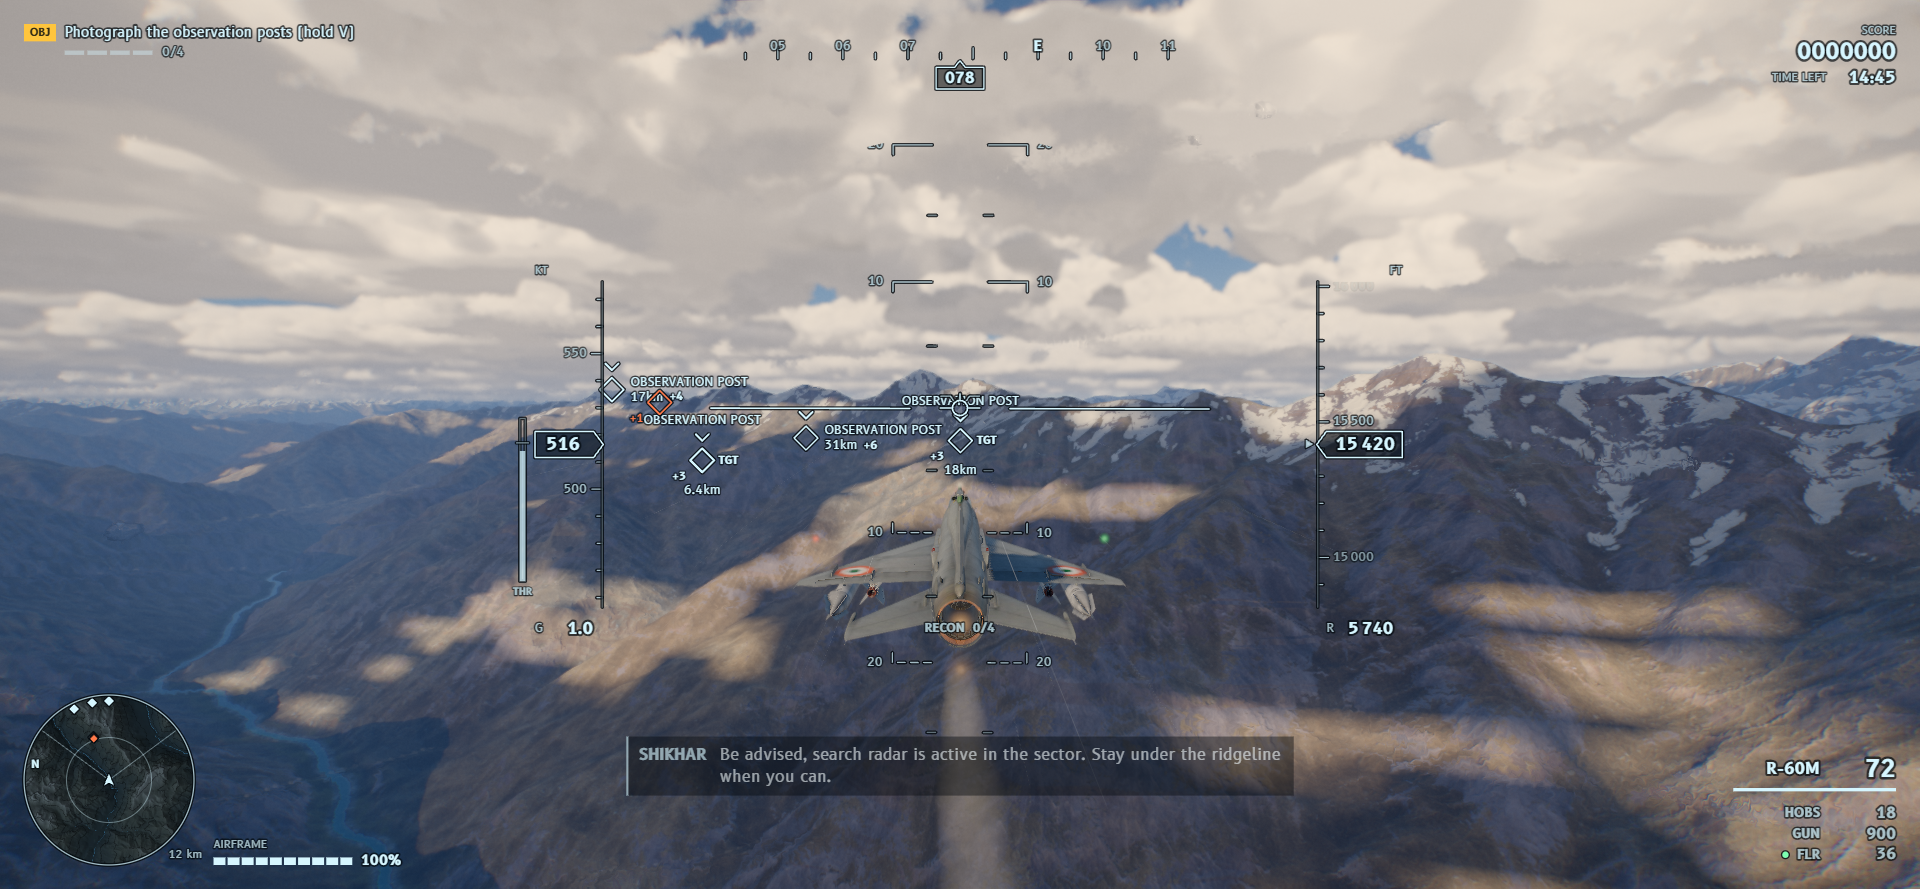 OBJ Photograph the observation posts (hold V)
0/4
05 06 07 E 10 11
078
SCORE
0000000
TIME LEFT 14:45
KT
FT
10 10
550
OBSERVATION POST
17km +4
+1 OBSERVATION POST
OBSERVATION POST
OBSERVATION POST
31km +6
TGT
+3
18km
TGT
+3
6.4km
516
500
15 500
15 420
15 000
10 10
THR
G 1.0
R 5 740
RECON 0/4
20 20
SHIKHAR Be advised, search radar is active in the sector. Stay under the ridgeline
when you can.
N
12 km
AIRFRAME
100%
R-60M 72
HOBS 18
GUN 900
FLR 36